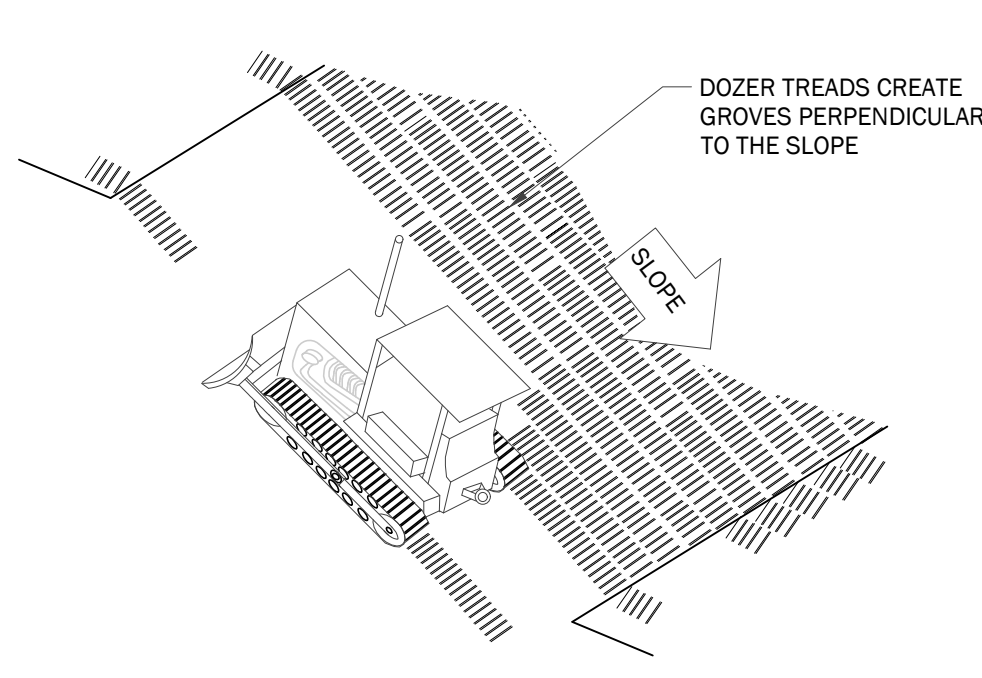 DOZER TREADS CREATE
GROVES PERPENDICULAR
TO THE SLOPE
SLOPE